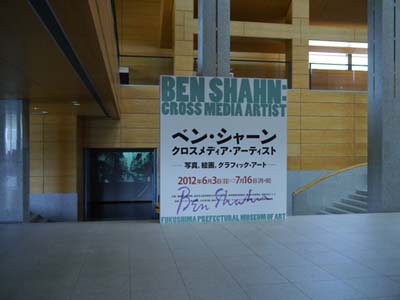 BEN SHAHN:
CROSS MEDIA ARTIST
ベン・シャーン
クロスメディア・アーティスト
写真、絵画、グラフィック・アート
2012年6月3日(日)-7月16日(月・祝)
Ben Shahn
FUKUSHIMA PREFECTURAL MUSEUM OF ART